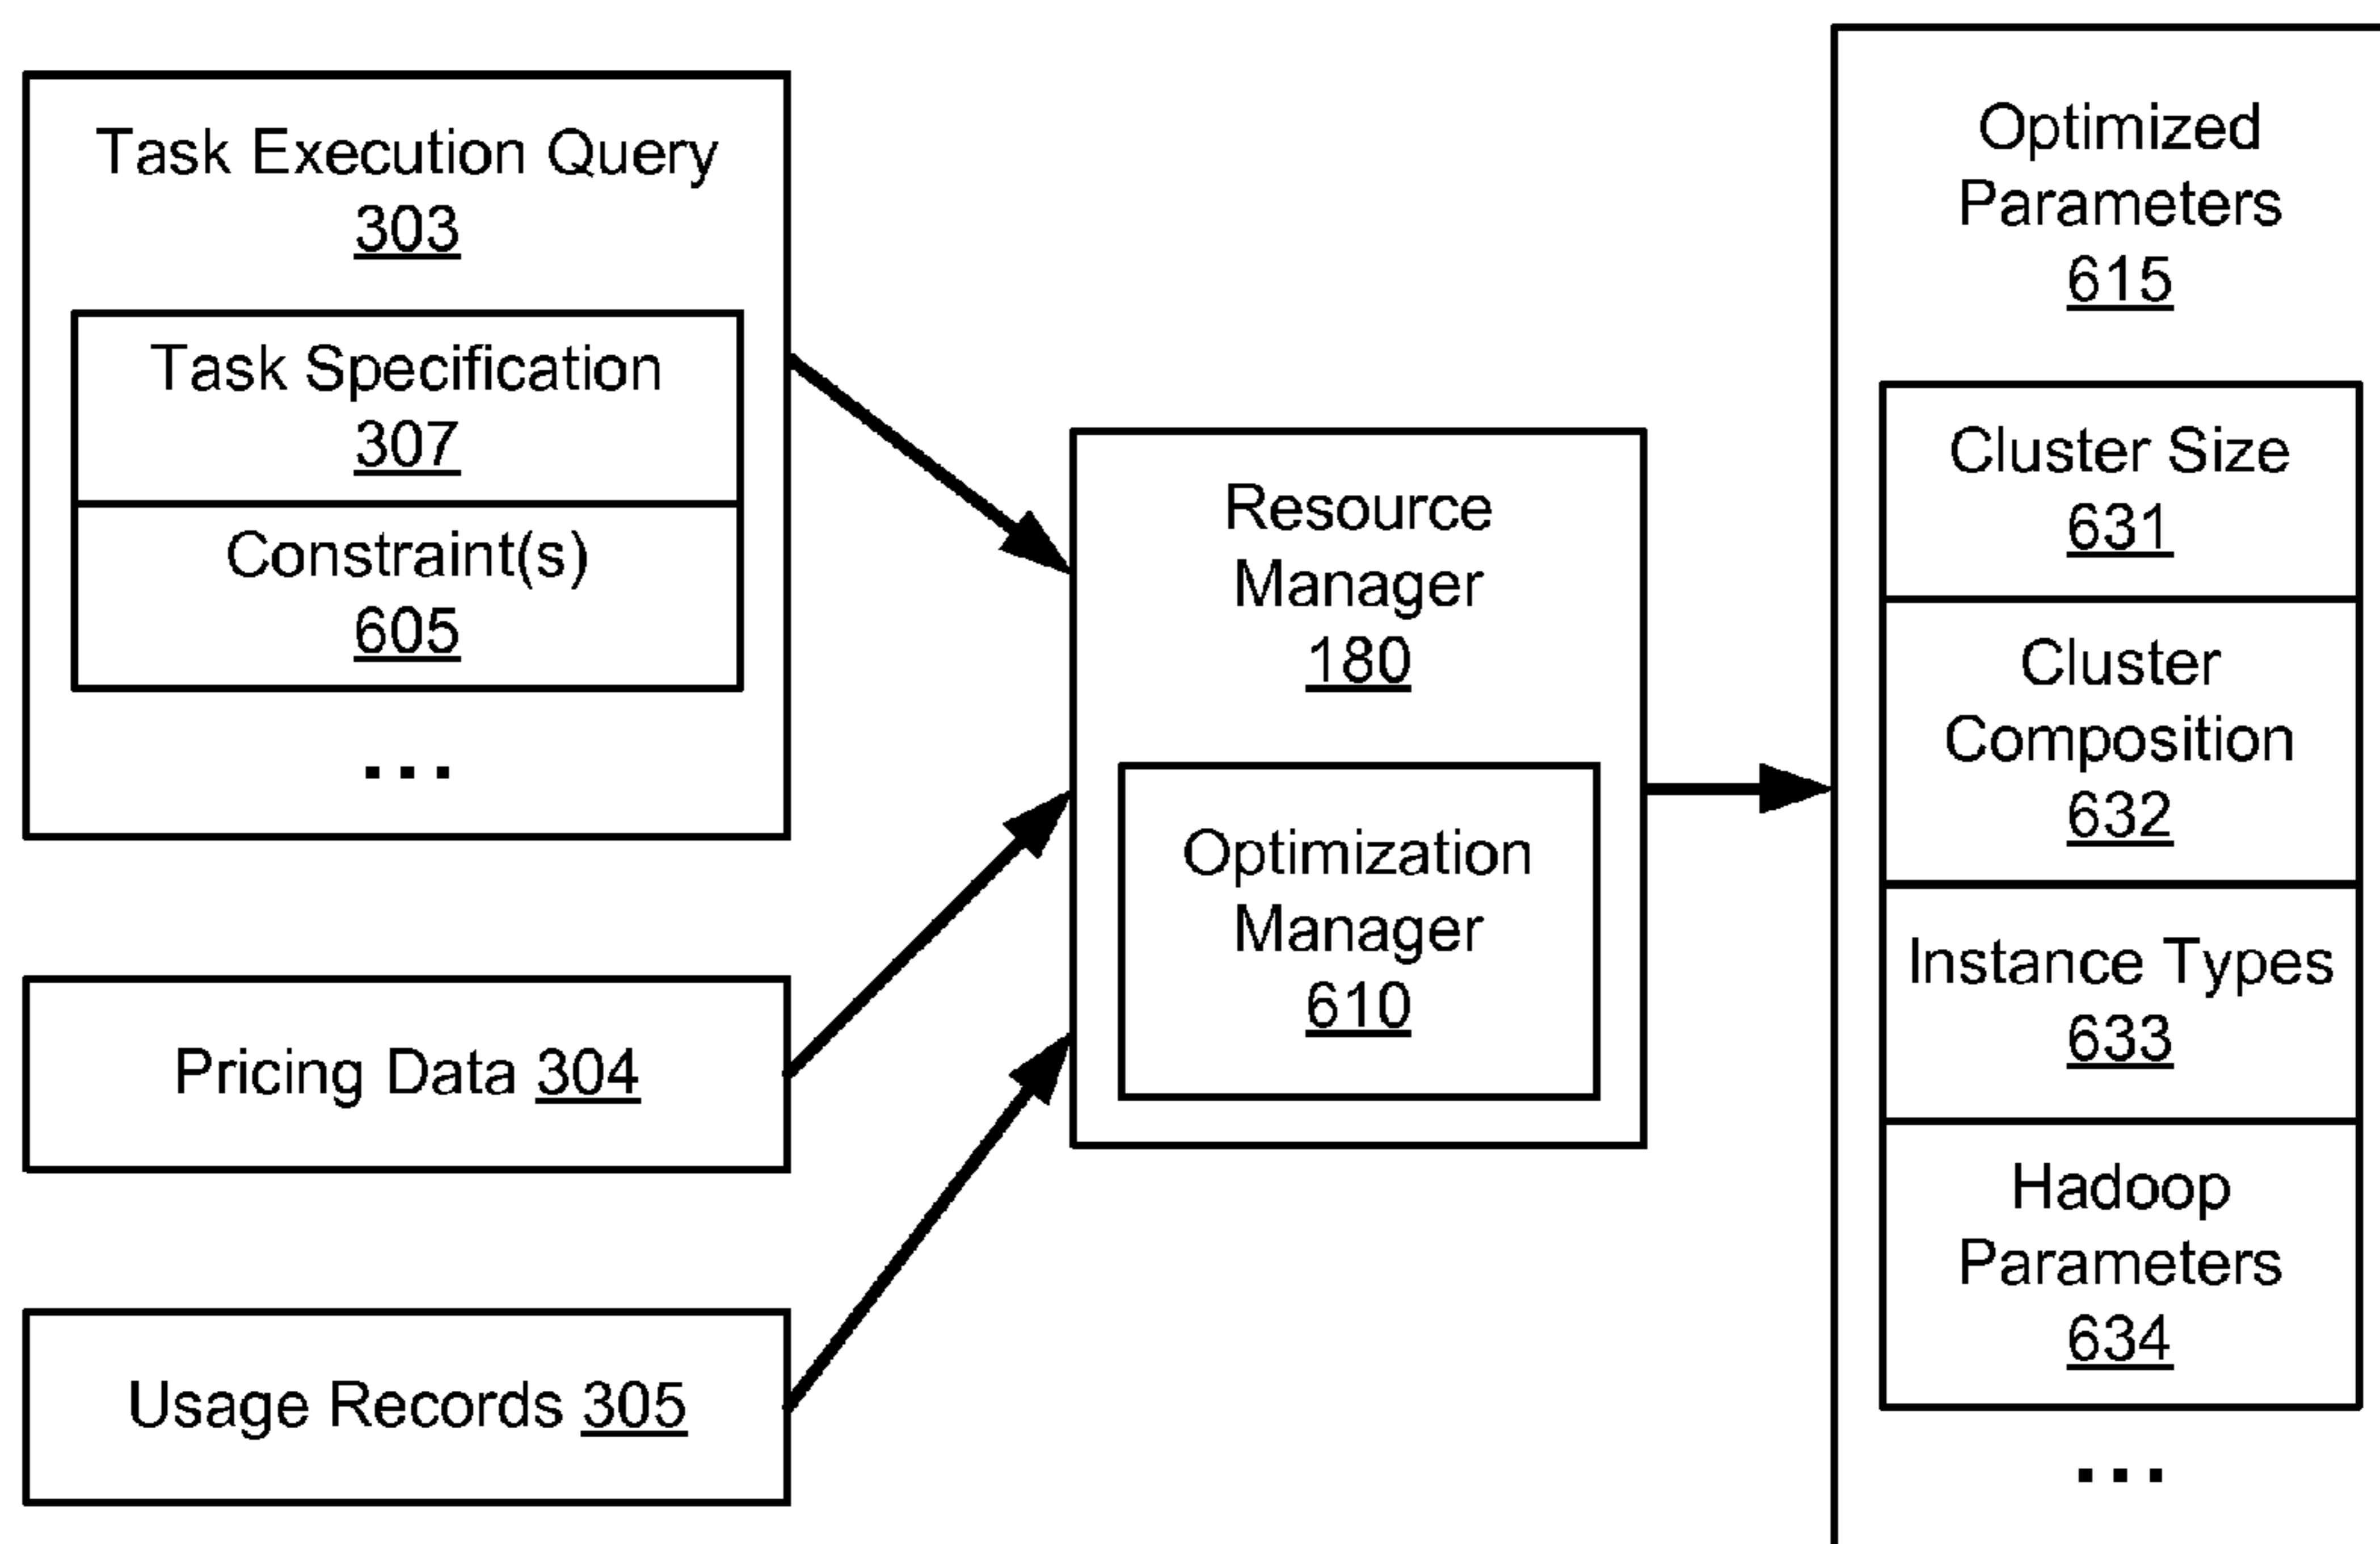 Task Execution Query
303
Task Specification
307
Constraint(s)
605
...
Pricing Data 304
Usage Records 305
Resource
Manager
180
Optimization
Manager
610
Optimized
Parameters
615
Cluster Size
631
Cluster
Composition
632
Instance Types
633
Hadoop
Parameters
634
...